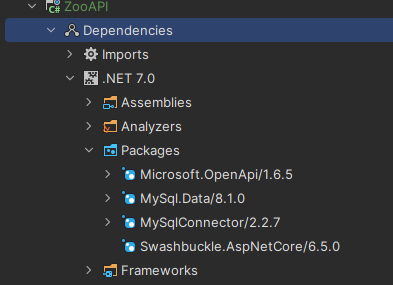 C# ZooAPI
Dependencies
Imports
.NET 7.0
Assemblies
Analyzers
Packages
Microsoft.OpenApi/1.6.5
MySql.Data/8.1.0
MySqlConnector/2.2.7
Swashbuckle.AspNetCore/6.5.0
Frameworks